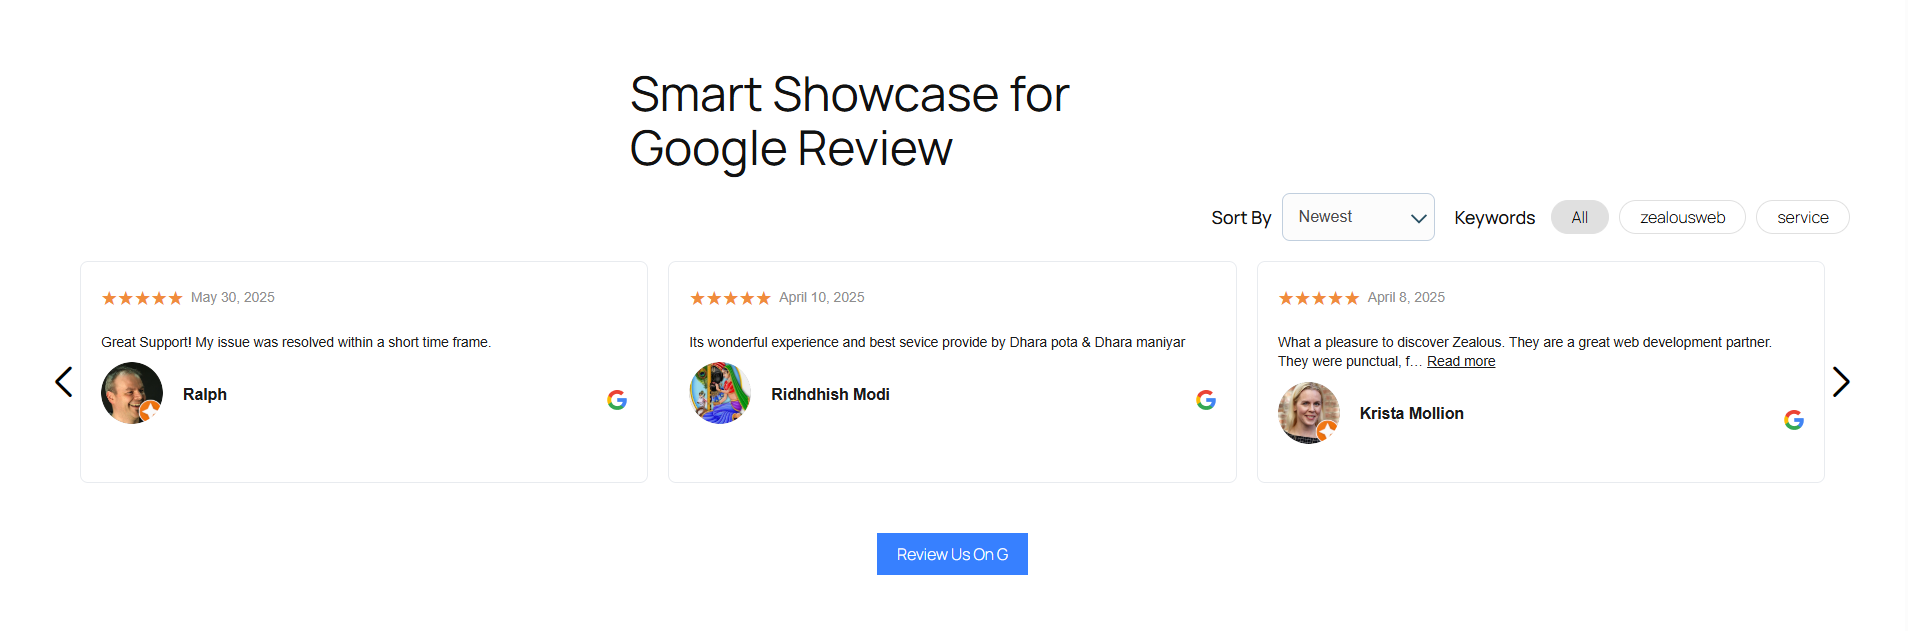 Smart Showcase for
Google Review
Sort By Newest Keywords All zealousweb service
May 30, 2025
Great Support! My issue was resolved within a short time frame.
Ralph
April 10, 2025
Its wonderful experience and best sevice provide by Dhara pota & Dhara maniyar
Ridhdhish Modi
April 8, 2025
What a pleasure to discover Zealous. They are a great web development partner.
They were punctual, f... Read more
Krista Mollion
Review Us On G